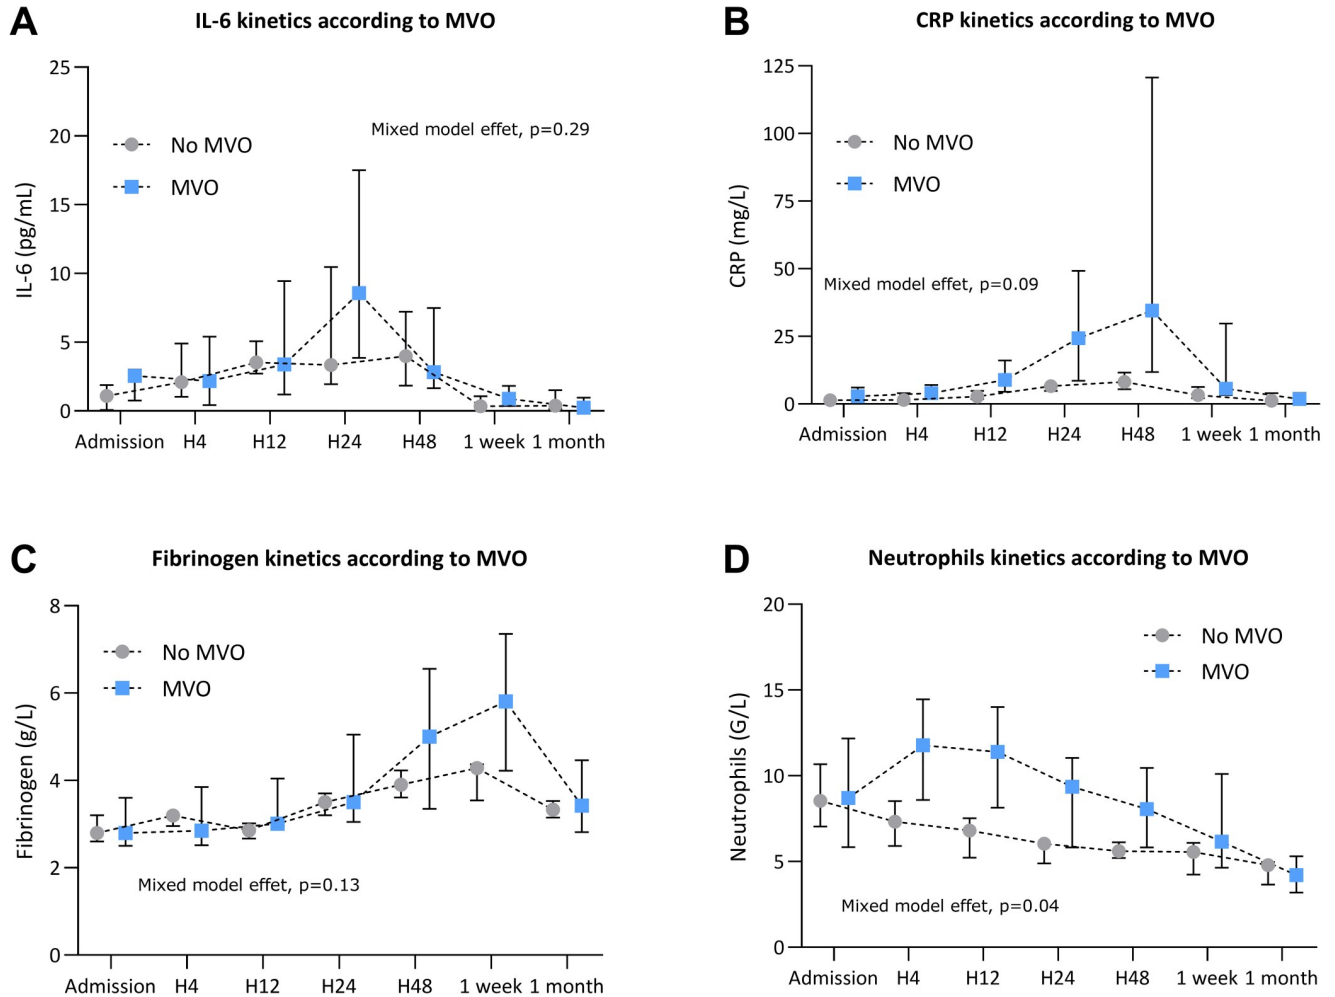 A
IL-6 kinetics according to MVO
25
20
15
10
5
0
IL-6 (pg/mL)
No MVO
MVO
Mixed model effet, p=0.29
Admission H4 H12 H24 H48 1 week 1 month
B
CRP kinetics according to MVO
125
100
75
50
25
0
CRP (mg/L)
No MVO
MVO
Mixed model effet, p=0.09
Admission H4 H12 H24 H48 1 week 1 month
C
Fibrinogen kinetics according to MVO
8
6
4
2
0
Fibrinogen (g/L)
No MVO
MVO
Mixed model effet, p=0.13
Admission H4 H12 H24 H48 1 week 1 month
D
Neutrophils kinetics according to MVO
20
15
10
5
0
Neutrophils (G/L)
No MVO
MVO
Mixed model effet, p=0.04
Admission H4 H12 H24 H48 1 week 1 month